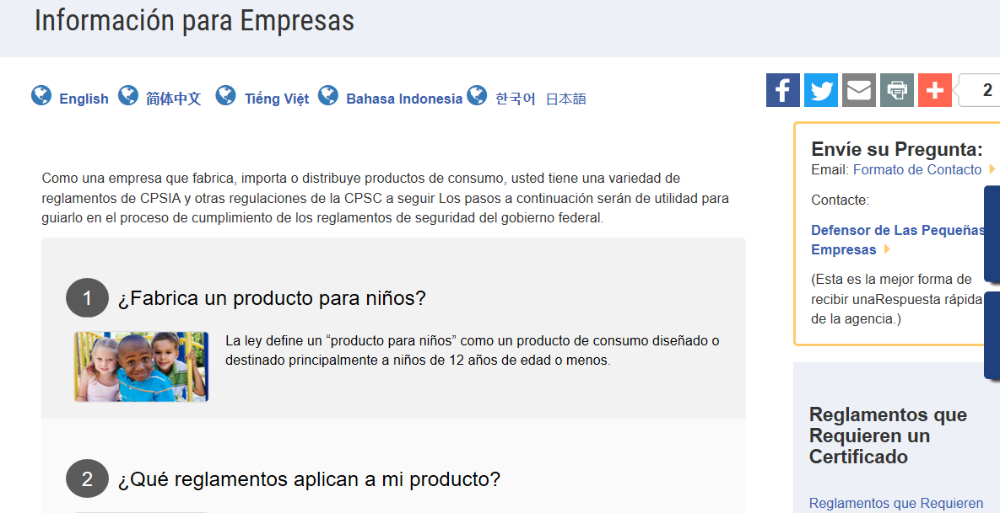 Información para Empresas
English 简体中文 Tiếng Việt Bahasa Indonesia 한국어 日本語
2
Como una empresa que fabrica, importa o distribuye productos de consumo, usted tiene una variedad de
reglamentos de CPSIA y otras regulaciones de la CPSC a seguir Los pasos a continuación serán de utilidad para
guiarlo en el proceso de cumplimiento de los reglamentos de seguridad del gobierno federal.
1 ¿Fabrica un producto para niños?
La ley define un “producto para niños” como un producto de consumo diseñado o
destinado principalmente a niños de 12 años de edad o menos.
2 ¿Qué reglamentos aplican a mi producto?
Envíe su Pregunta:
Email: Formato de Contacto
Contacte:
Defensor de Las Pequeñas
Empresas
(Esta es la mejor forma de
recibir unaRespuesta rápida
de la agencia.)
Reglamentos que
Requieren un
Certificado
Reglamentos que Requieren